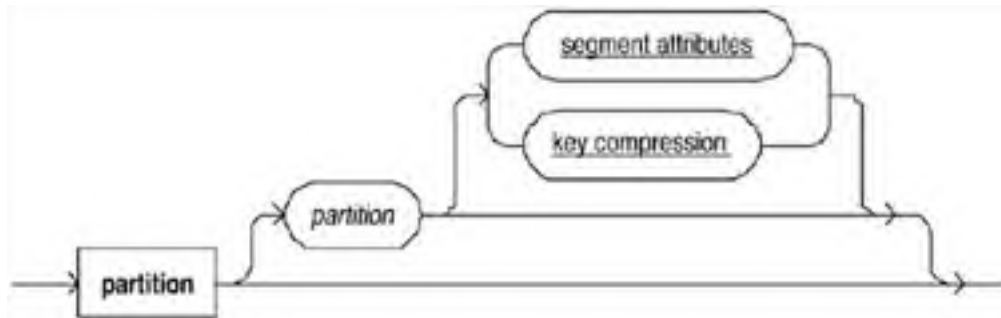 segment attributes
key compression
partition
partition